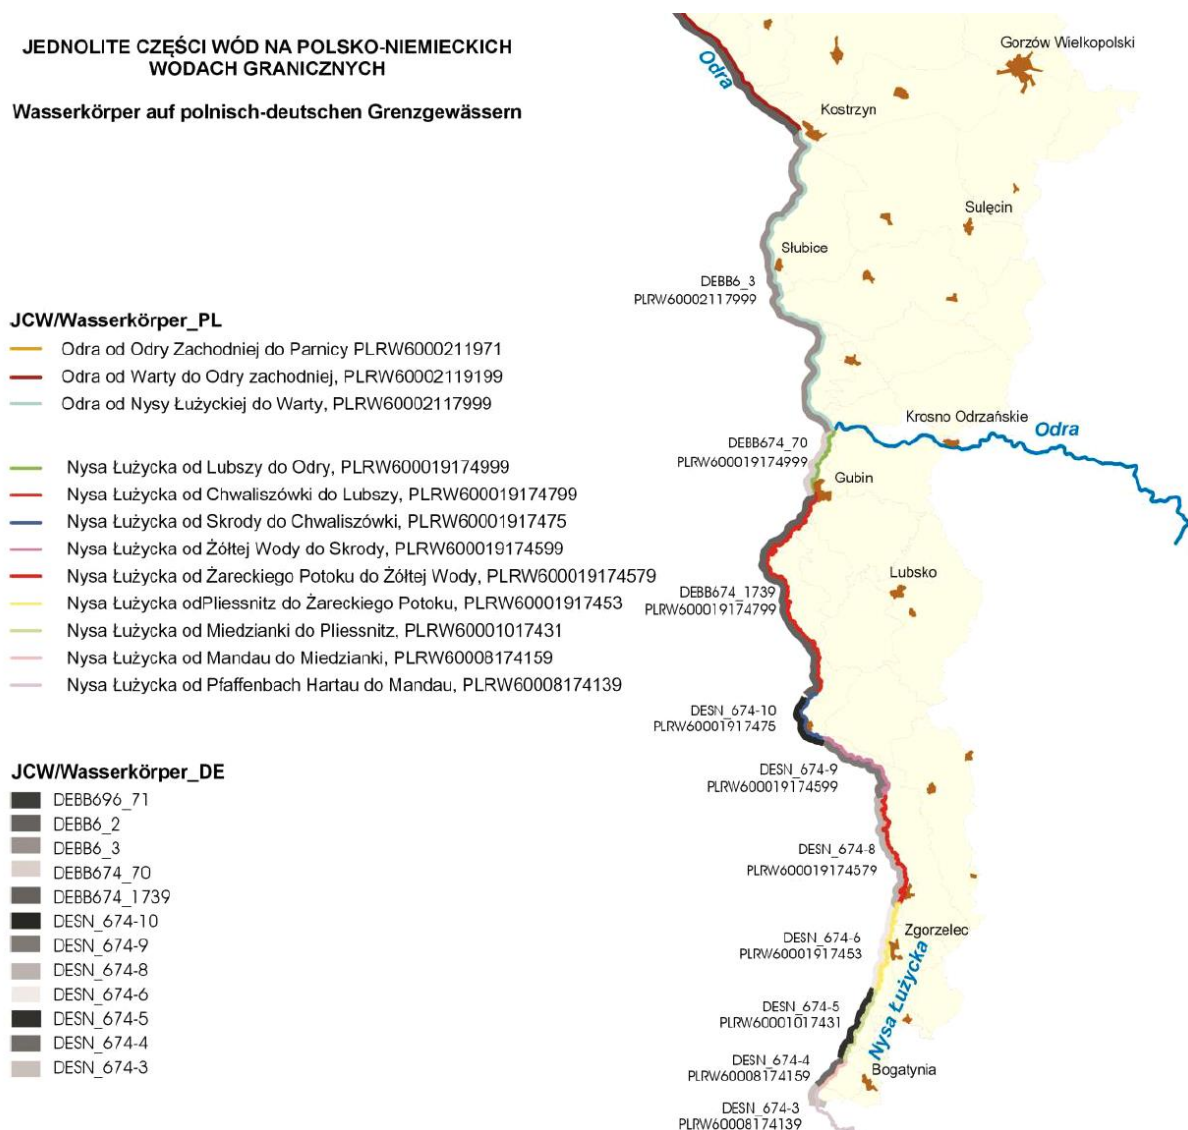 JEDNOLITE CZĘŚCI WÓD NA POLSKO-NIEMIECKICH
WODACH GRANICZNYCH
Wasserkörper auf polnisch-deutschen Grenzgewässern
JCW/Wasserkörper_PL
Odra od Odry Zachodniej do Parnicy PLRW6000211971
Odra od Warty do Odry zachodniej, PLRW60002119199
Odra od Nysy Łużyckiej do Warty, PLRW60002117999
Nysa Łużycka od Lubszy do Odry, PLRW600019174999
Nysa Łużycka od Chwaliszówki do Lubszy, PLRW600019174799
Nysa Łużycka od Skrody do Chwaliszówki, PLRW60001917475
Nysa Łużycka od Żółtej Wody do Skrody, PLRW600019174599
Nysa Łużycka od Żareckiego Potoku do Żółtej Wody, PLRW600019174579
Nysa Łużycka odPliessnitz do Żareckiego Potoku, PLRW60001917453
Nysa Łużycka od Miedzianki do Pliessnitz, PLRW60001017431
Nysa Łużycka od Mandau do Miedzianki, PLRW60008174159
Nysa Łużycka od Pfaffenbach Hartau do Mandau, PLRW60008174139
JCW/Wasserkörper_DE
DEBB696_71
DEBB6_2
DEBB6_3
DEBB674_70
DEBB674_1739
DESN_674-10
DESN_674-9
DESN_674-8
DESN_674-6
DESN_674-5
DESN_674-4
DESN_674-3
Odra
Gorzów Wielkopolski
Kostrzyn
Sulęcin
Słubice
DEBB6_3
PLRW60002117999
Krosno Odrzańskie
Odra
DEBB674_70
PLRW600019174999
Gubin
Lubsko
DEBB674_1739
PLRW600019174799
DESN_674-10
PLRW60001917475
DESN_674-9
PLRW600019174599
DESN_674-8
PLRW600019174579
Zgorzelec
DESN_674-6
PLRW60001917453
Nysa Łużycka
DESN_674-5
PLRW60001017431
DESN_674-4
PLRW60008174159
Bogatynia
DESN_674-3
PLRW60008174139